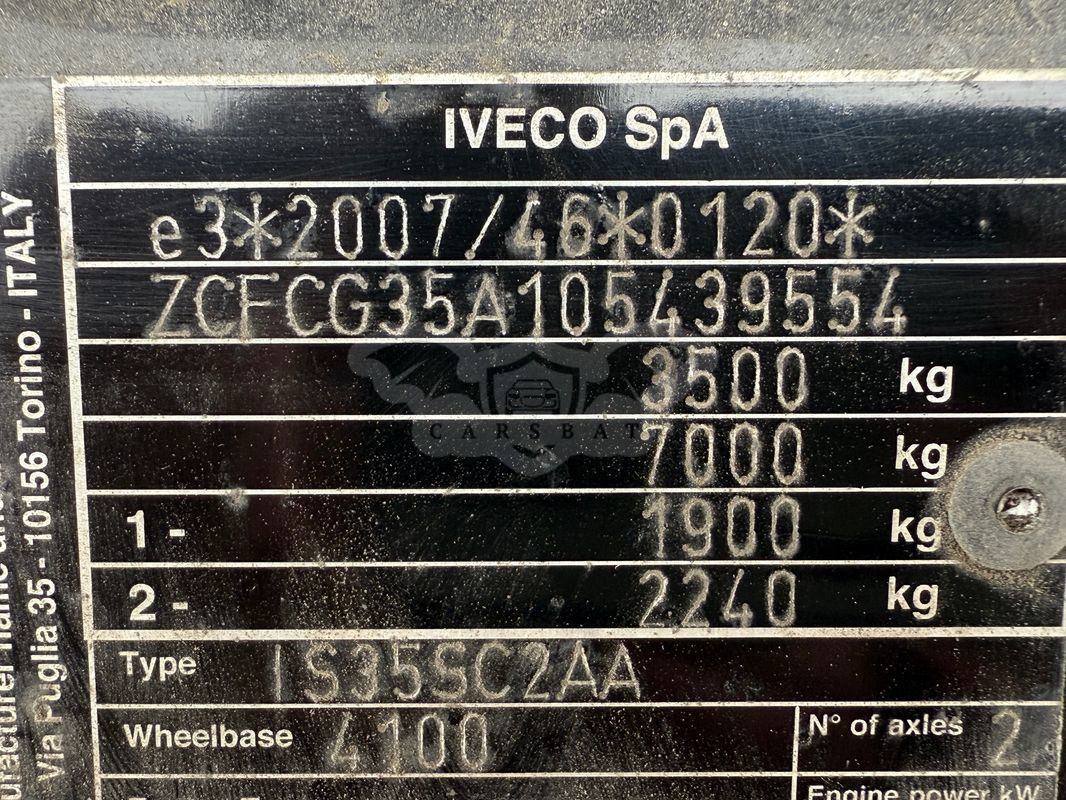 IVECO SpA
e3*2007/46*0120*
ZCFCG35A105439554
3500 kg
7000 kg
1 - 1900 kg
2 - 2240 kg
Type IS35SC2AA
Wheelbase 4100 N° of axles 2
Engine power kW
Via Puglia 35 - 10156 Torino - ITALY
CARSBAT